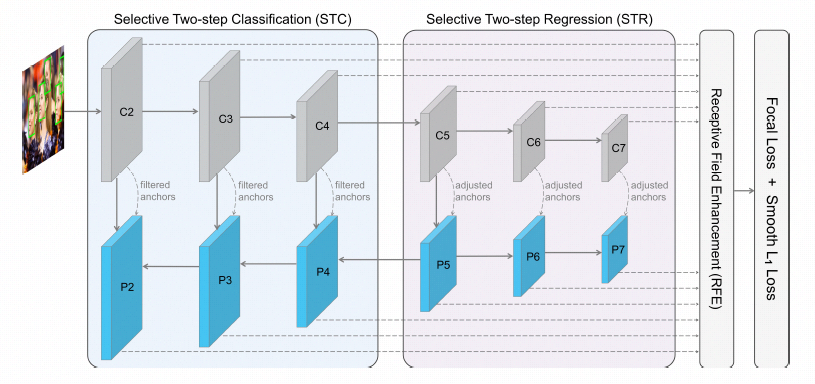 Selective Two-step Classification (STC)
Selective Two-step Regression (STR)
C2
C3
C4
C5
C6
C7
filtered
anchors
filtered
anchors
filtered
anchors
adjusted
anchors
adjusted
anchors
adjusted
anchors
P2
P3
P4
P5
P6
P7
Receptive Field Enhancement (RFE)
Focal Loss + Smooth L₁ Loss